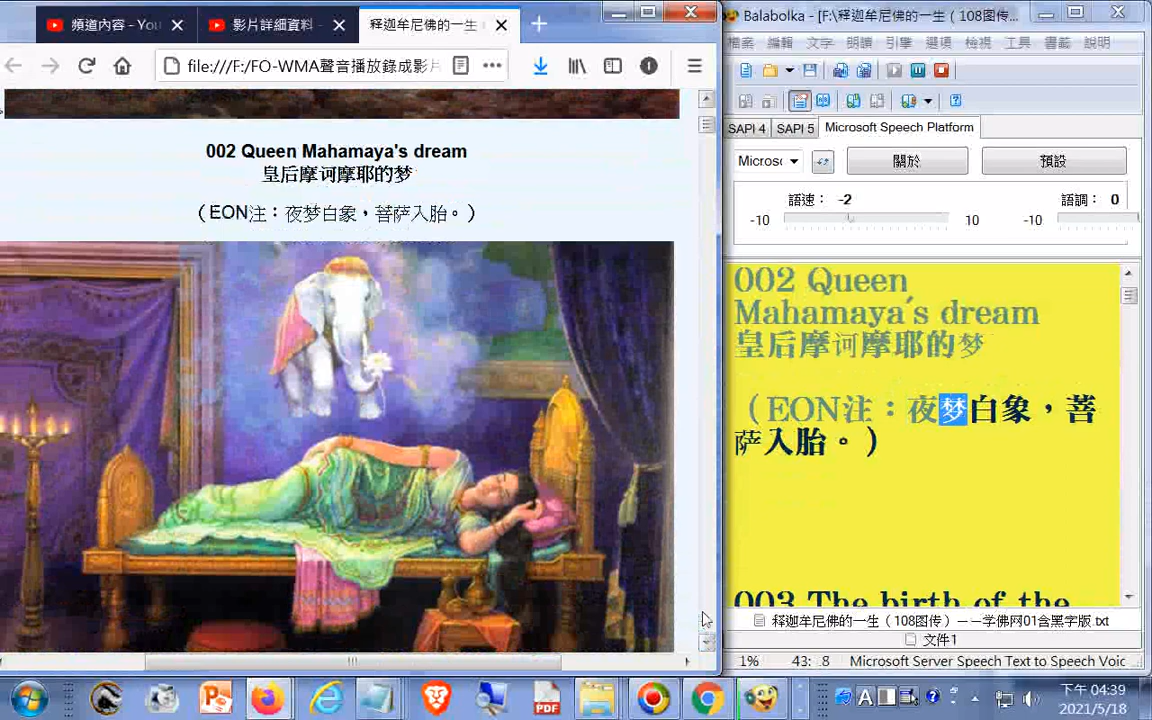 頻道內容 - You
影片詳細資料 -
释迦牟尼佛的一生
file:///F:/FO-WMA聲音播放錄成影片
002 Queen Mahamaya's dream
皇后摩诃摩耶的梦
（EON注：夜梦白象，菩萨入胎。）
Balabolka - [F:\释迦牟尼佛的一生（108图传...
檔案 編輯 文字 朗讀 引擎 選項 檢視 工具 書籤 說明
SAPI 4 SAPI 5 Microsoft Speech Platform
Microsoft 關於 預設
語速： -2 語調： 0
-10 10 -10
002 Queen
Mahamaya's dream
皇后摩诃摩耶的梦
（EON注：夜梦白象，菩
萨入胎。）
003 The birth of the
释迦牟尼佛的一生（108图传）——学佛网01含黑字版.txt
文件1
1% 43: 8 Microsoft Server Speech Text to Speech Voic
PDF
A
下午 04:39
2021/5/18